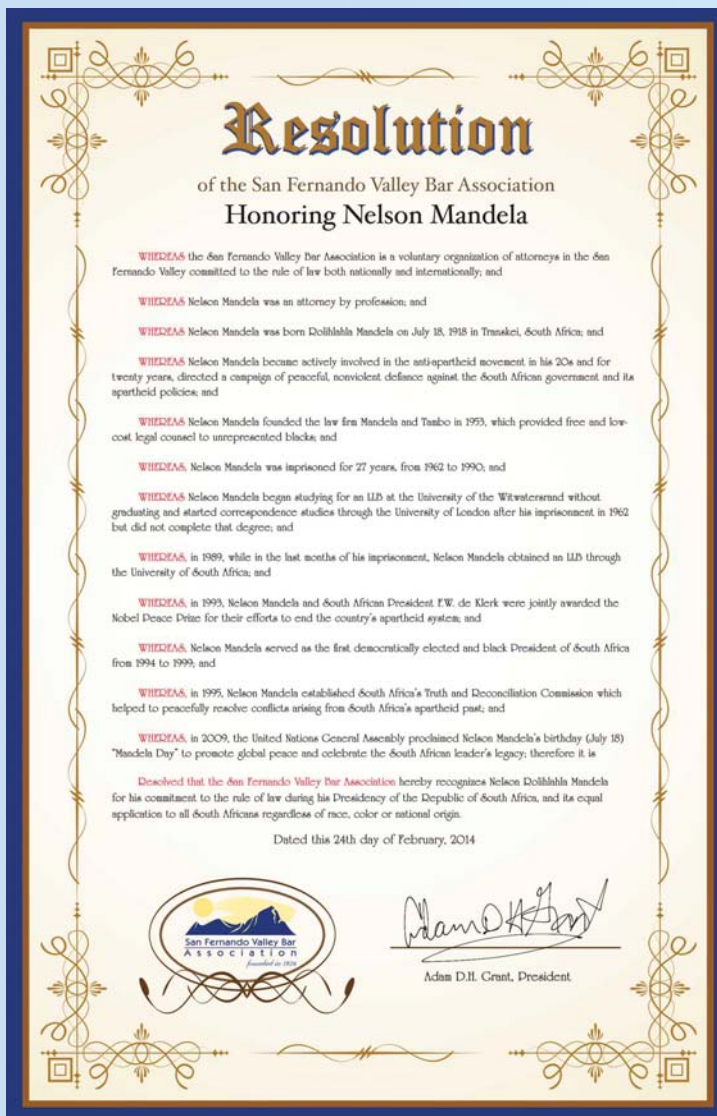 Resolution
of the San Fernando Valley Bar Association
Honoring Nelson Mandela
WHEREAS the San Fernando Valley Bar Association is a voluntary organization of attorneys in the San
Fernando Valley committed to the rule of law both nationally and internationally; and
WHEREAS Nelson Mandela was an attorney by profession; and
WHEREAS Nelson Mandela was born Rolihlahla Mandela on July 18, 1918 in Transkei, South Africa; and
WHEREAS Nelson Mandela became actively involved in the anti-apartheid movement in his 20s and for
twenty years, directed a campaign of peaceful, nonviolent defiance against the South African government and its
apartheid policies; and
WHEREAS Nelson Mandela founded the law firm Mandela and Tambo in 1953, which provided free and low-
cost legal counsel to unrepresented blacks; and
WHEREAS, Nelson Mandela was imprisoned for 27 years, from 1962 to 1990; and
WHEREAS Nelson Mandela began studying for an LLB at the University of the Witwatersrand without
graduating and started correspondence studies through the University of London after his imprisonment in 1962
but did not complete that degree; and
WHEREAS, in 1989, while in the last months of his imprisonment, Nelson Mandela obtained an LLB through
the University of South Africa; and
WHEREAS, in 1993, Nelson Mandela and South African President F.W. de Klerk were jointly awarded the
Nobel Peace Prize for their efforts to end the country's apartheid system; and
WHEREAS, Nelson Mandela served as the first democratically elected and black President of South Africa
from 1994 to 1999; and
WHEREAS, in 1995, Nelson Mandela established South Africa's Truth and Reconciliation Commission which
helped to peacefully resolve conflicts arising from South Africa's apartheid past; and
WHEREAS, in 2009, the United Nations General Assembly proclaimed Nelson Mandela's birthday (July 18)
"Mandela Day" to promote global peace and celebrate the South African leader's legacy; therefore it is
Resolved that the San Fernando Valley Bar Association hereby recognizes Nelson Rolihlahla Mandela
for his commitment to the rule of law during his Presidency of the Republic of South Africa, and its equal
application to all South Africans regardless of race, color or national origin.
Dated this 24th day of February, 2014
San Fernando Valley Bar
Association
founded in 1926
Adam D H Grant
Adam D.H. Grant, President